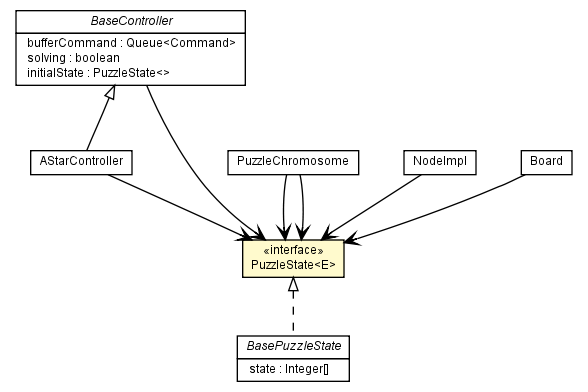 BaseController
bufferCommand : Queue<Command>
solving : boolean
initialState : PuzzleState<>
AStarController
PuzzleChromosome
NodeImpl
Board
«interface»
PuzzleState<E>
BasePuzzleState
state : Integer[]